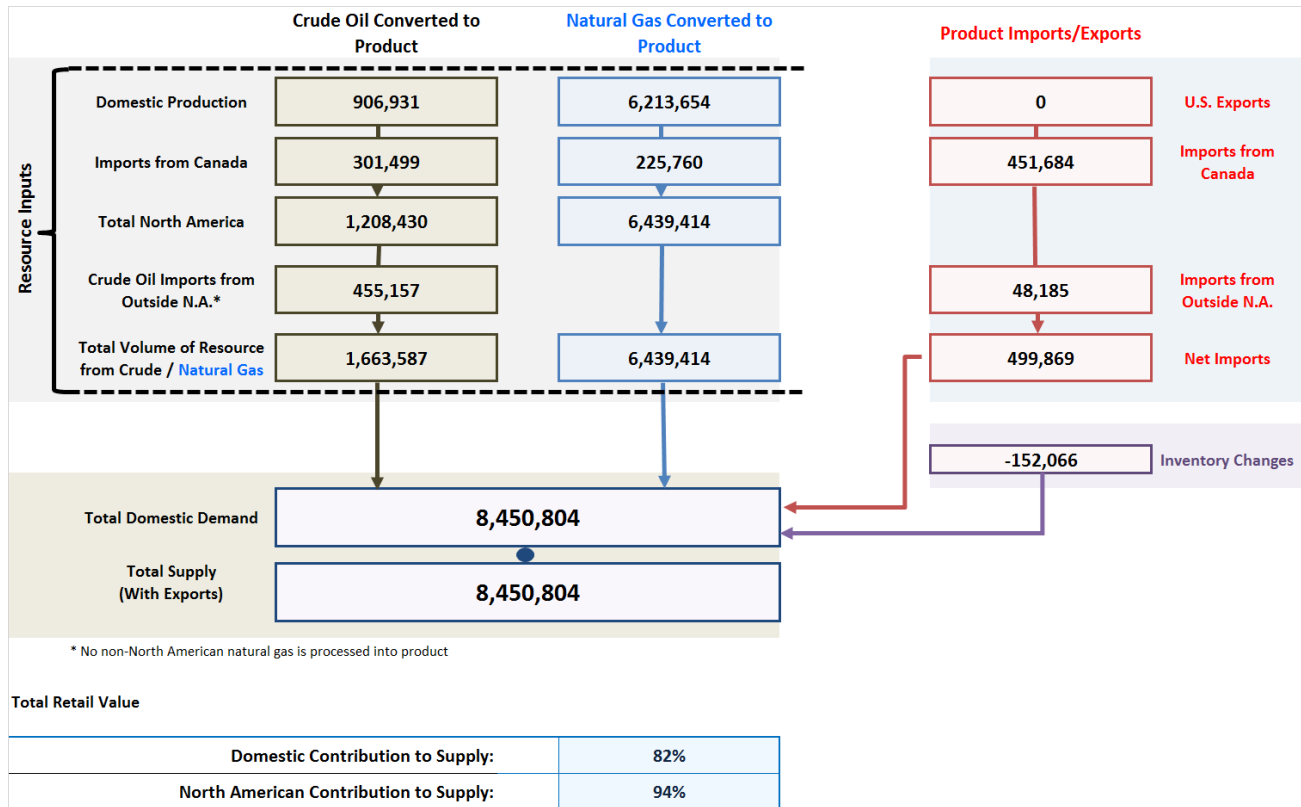 Crude Oil Converted to
Product
Natural Gas Converted to
Product
Product Imports/Exports
Resource Inputs
Domestic Production
906,931
6,213,654
0
U.S. Exports
Imports from Canada
301,499
225,760
451,684
Imports from
Canada
Total North America
1,208,430
6,439,414
Crude Oil Imports from
Outside N.A.*
455,157
48,185
Imports from
Outside N.A.
Total Volume of Resource
from Crude / Natural Gas
1,663,587
6,439,414
499,869
Net Imports
-152,066
Inventory Changes
Total Domestic Demand
8,450,804
Total Supply
(With Exports)
8,450,804
* No non-North American natural gas is processed into product
Total Retail Value
Domestic Contribution to Supply:
82%
North American Contribution to Supply:
94%